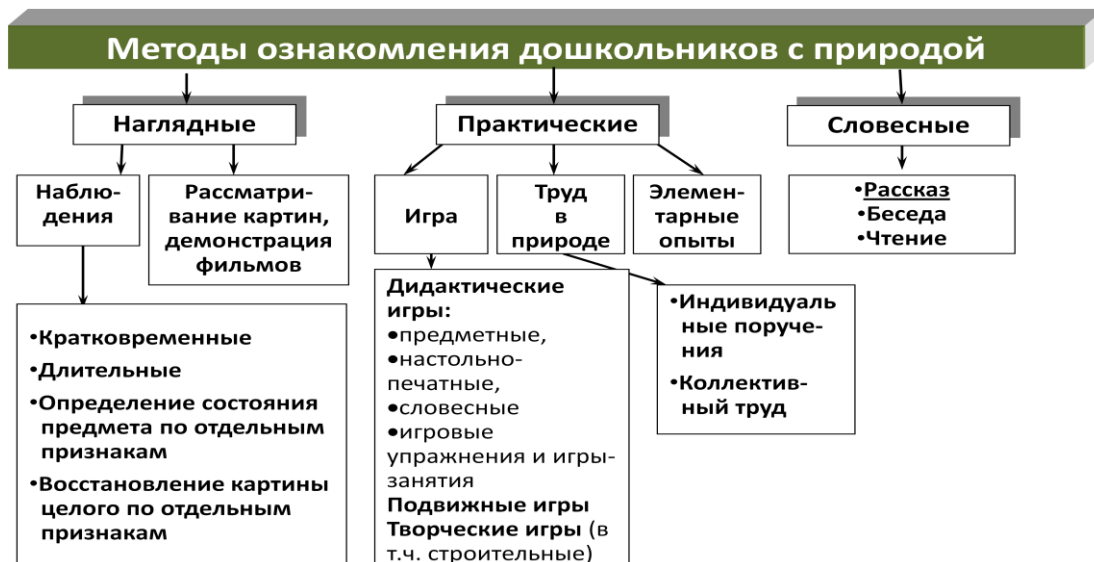 Методы ознакомления дошкольников с природой
Наглядные
Практические
Словесные
Наблю-
дения
Рассматри-
вание картин,
демонстрация
фильмов
Игра
Труд
в
природе
Элемен-
тарные
опыты
•Рассказ
•Беседа
•Чтение
•Кратковременные
•Длительные
•Определение состояния
предмета по отдельным
признакам
•Восстановление картины
целого по отдельным
признакам
Дидактические
игры:
●предметные,
●настольно-
печатные,
●словесные
●игровые
упражнения и игры-
занятия
Подвижные игры
Творческие игры (в
т.ч. строительные)
•Индивидуаль
ные поруче-
ния
•Коллектив-
ный труд